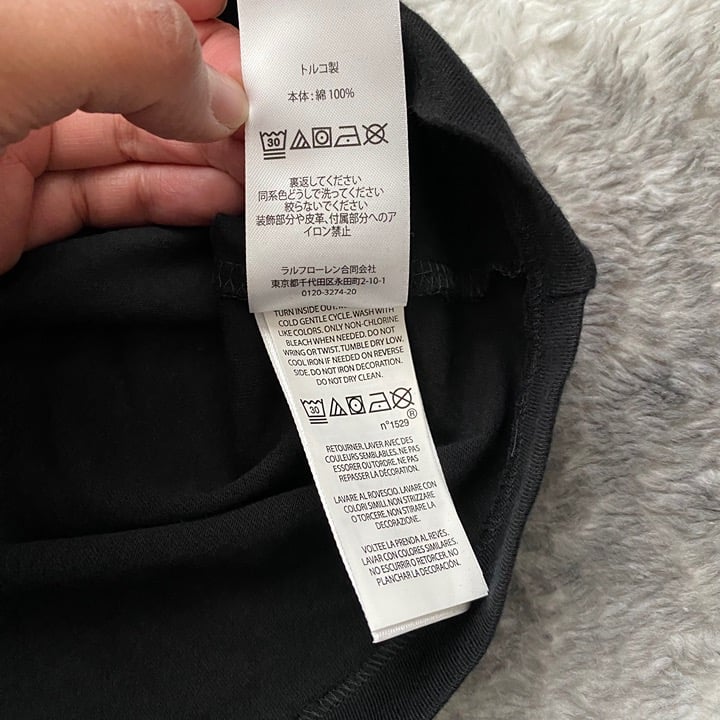 トルコ製
本体：綿100%
30
裏返してください
同系色どうしで洗ってください
絞らないでください
装飾部分や皮革、付属部分へのア
イロン禁止
ラルフローレン合同会社
東京都千代田区永田町2-10-1
0120-3274-20
TURN INSIDE OUT.
COLD GENTLE CYCLE. WASH WITH
LIKE COLORS. ONLY NON-CHLORINE
BLEACH WHEN NEEDED. DO NOT
WRING OR TWIST. TUMBLE DRY LOW.
COOL IRON IF NEEDED ON REVERSE
SIDE. DO NOT IRON DECORATION.
DO NOT DRY CLEAN.
30
®
n°1529
RETOURNER. LAVER AVEC DES
COULEURS SEMBLABLES. NE PAS
ESSORER OU TORDRE. NE PAS
REPASSER LA DÉCORATION.
LAVARE AL ROVESCIO. LAVARE CON
COLORI SIMILI. NON STRIZZARE
O TORCERE. NON STIRARE LA
DECORAZIONE.
VOLTEE LA PRENDA AL REVÉS.
LAVAR CON COLORES SIMILARES.
NO ESCURRIR O RETORCER. NO
PLANCHAR LA DECORACIÓN.